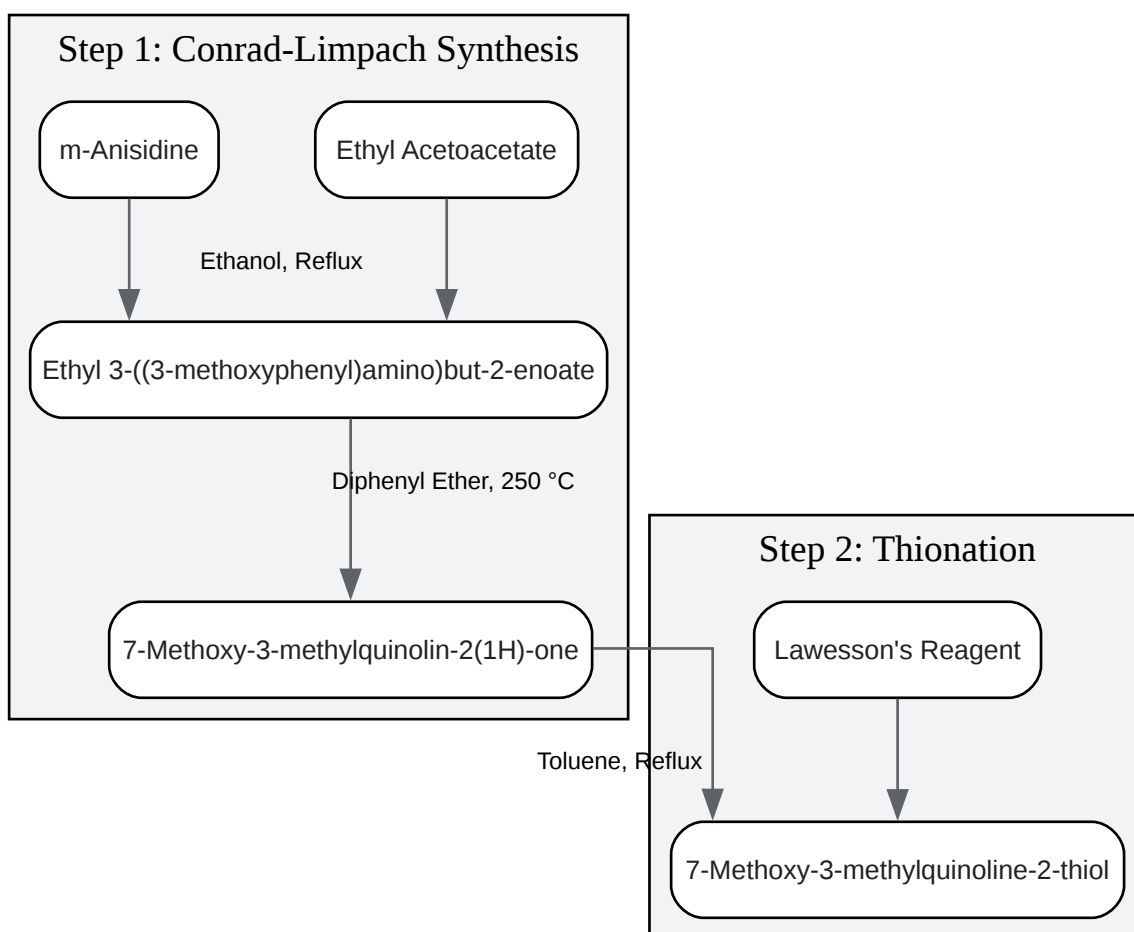 Step 1: Conrad-Limpach Synthesis
m-Anisidine
Ethyl Acetoacetate
Ethanol, Reflux
Ethyl 3-((3-methoxyphenyl)amino)but-2-enoate
Diphenyl Ether, 250 °C
Step 2: Thionation
7-Methoxy-3-methylquinolin-2(1H)-one
Lawesson's Reagent
Toluene, Reflux
7-Methoxy-3-methylquinoline-2-thiol